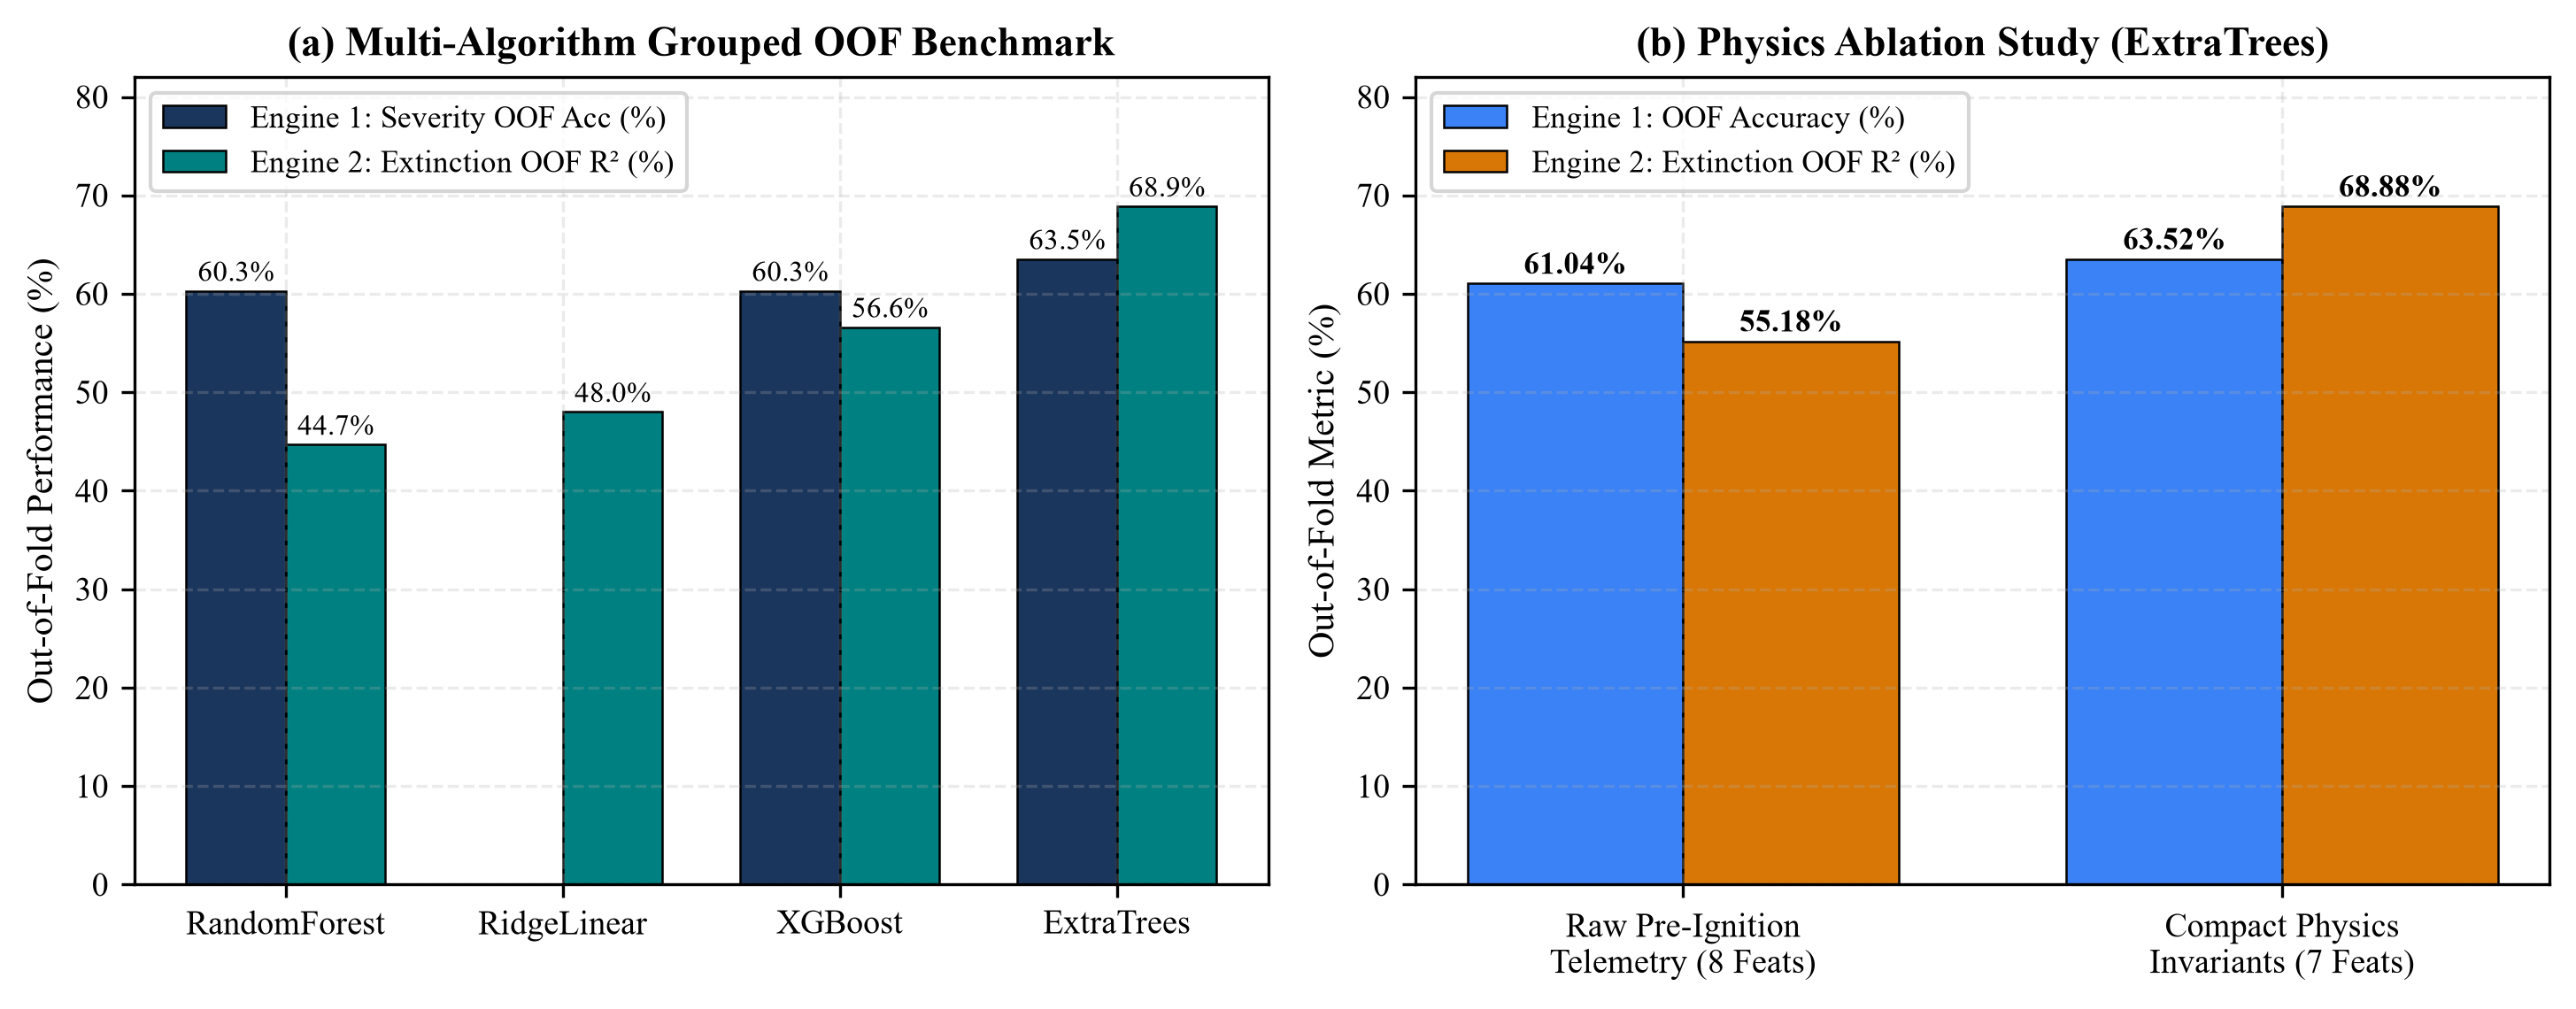 (a) Multi-Algorithm Grouped OOF Benchmark
Engine 1: Severity OOF Acc (%)
Engine 2: Extinction OOF R² (%)
Out-of-Fold Performance (%)
80
70
60
50
40
30
20
10
0
60.3%
44.7%
48.0%
60.3%
56.6%
63.5%
68.9%
RandomForest
RidgeLinear
XGBoost
ExtraTrees
(b) Physics Ablation Study (ExtraTrees)
Engine 1: OOF Accuracy (%)
Engine 2: Extinction OOF R² (%)
Out-of-Fold Metric (%)
80
70
60
50
40
30
20
10
0
61.04%
55.18%
63.52%
68.88%
Raw Pre-Ignition
Telemetry (8 Feats)
Compact Physics
Invariants (7 Feats)